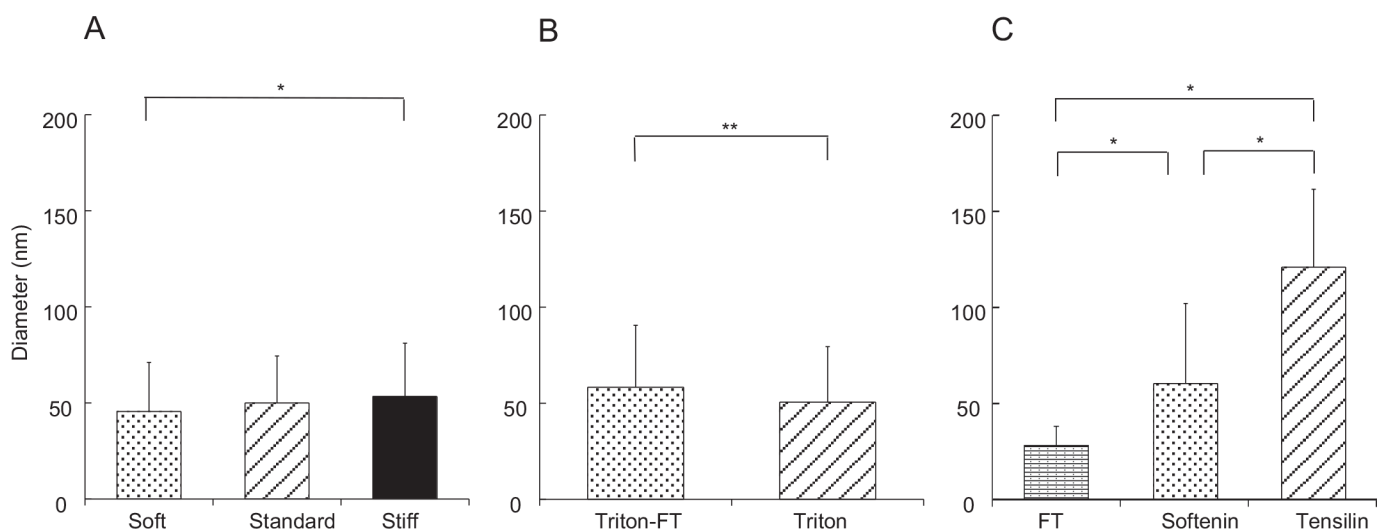 A
B
C
*
**
*
*
*
200
150
100
50
0
Diameter (nm)
Soft
Standard
Stiff
200
150
100
50
0
Triton-FT
Triton
200
150
100
50
0
FT
Softenin
Tensilin